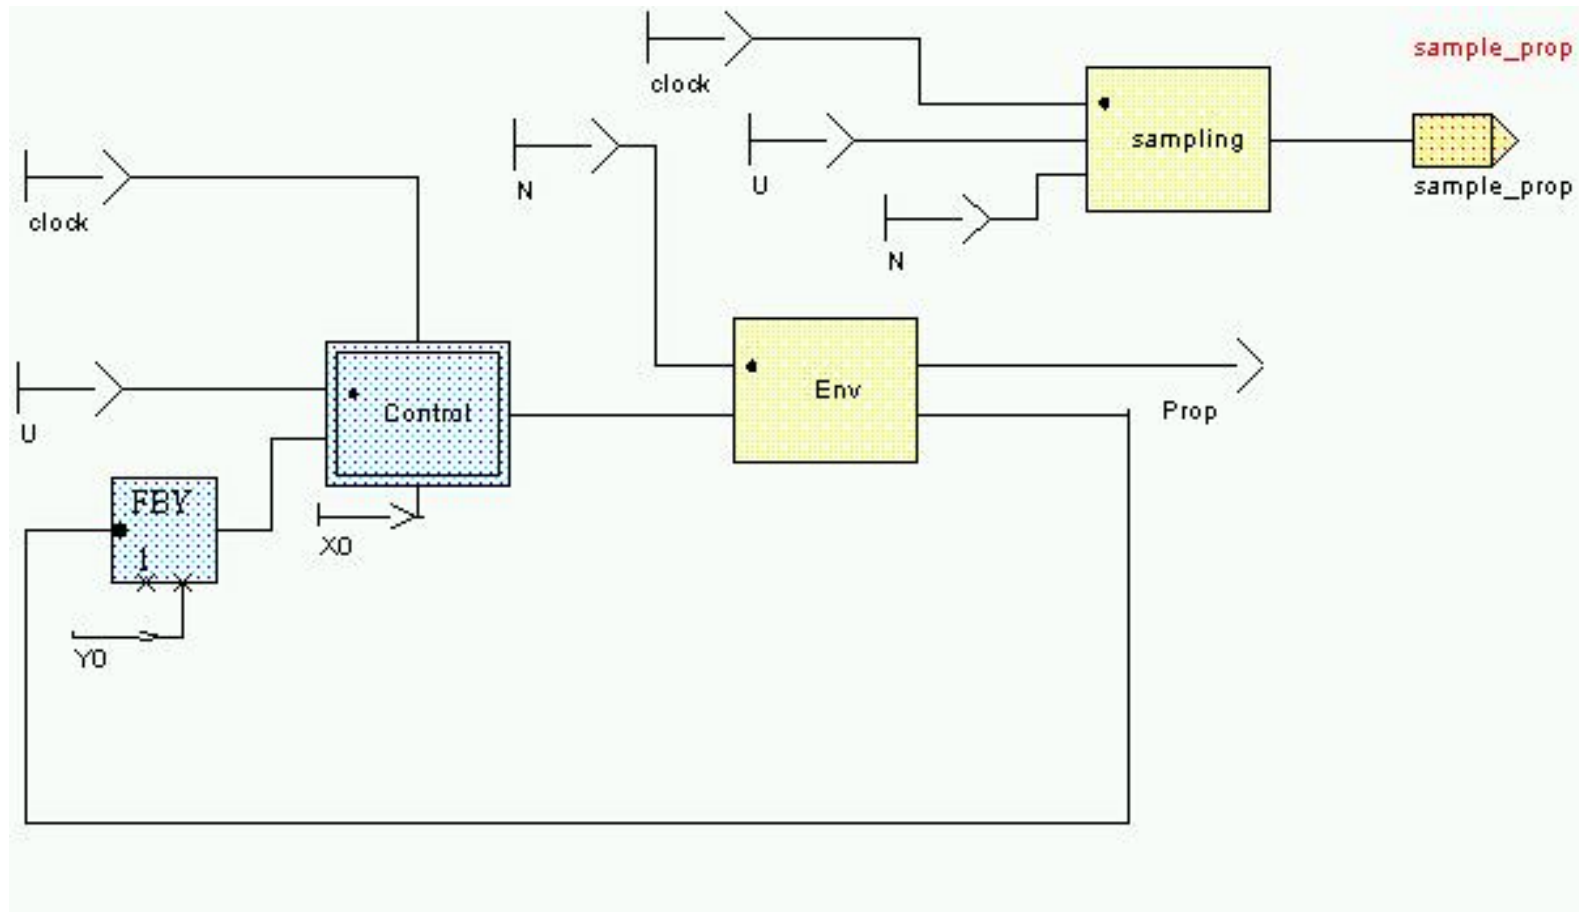 sample_prop
clock
sampling
N
U
sample_prop
clock
N
Control
Env
Prop
U
FBY
1
X0
Y0